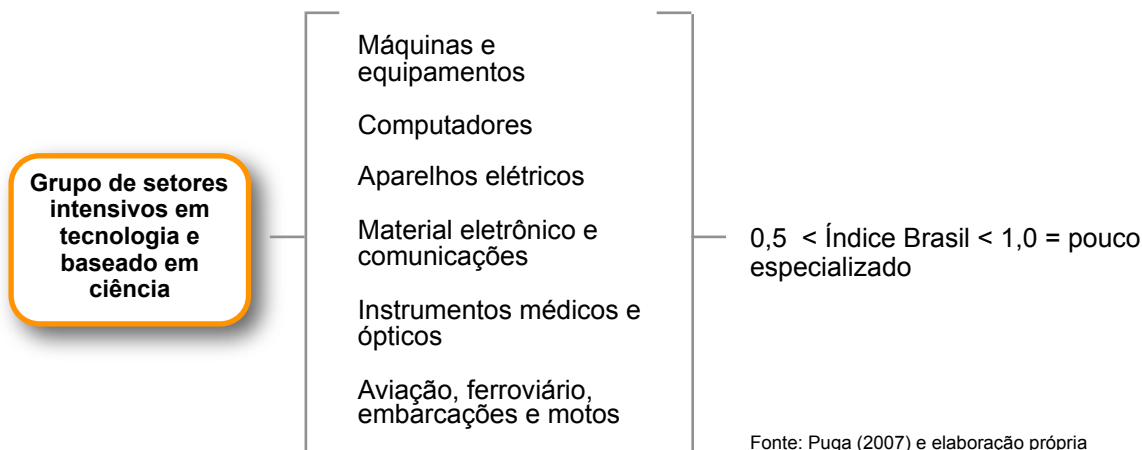 Grupo de setores
intensivos em
tecnologia e
baseado em
ciência
Máquinas e
equipamentos
Computadores
Aparelhos elétricos
Material eletrônico e
comunicações
Instrumentos médicos e
ópticos
Aviação, ferroviário,
embarcações e motos
0,5 < Índice Brasil < 1,0 = pouco
especializado
Fonte: Puga (2007) e elaboração própria